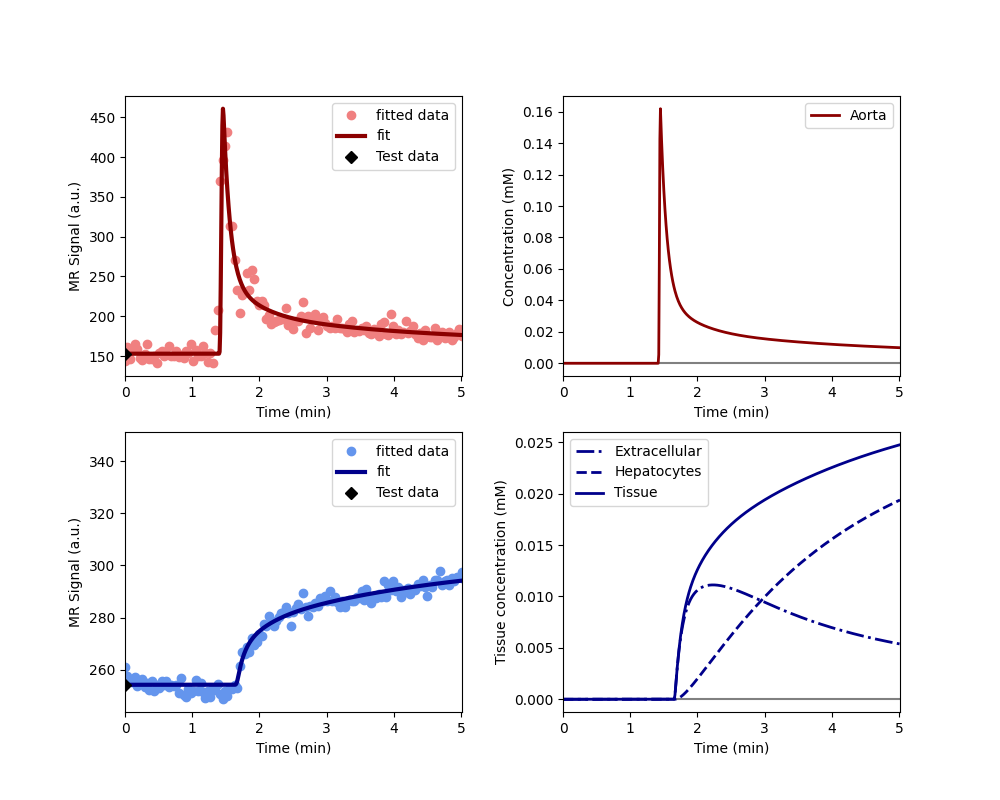 450
400
350
300
250
200
150
MR Signal (a.u.)
0 1 2 3 4 5
Time (min)
fitted data
fit
Test data
0.16
0.14
0.12
0.10
0.08
0.06
0.04
0.02
0.00
Concentration (mM)
0 1 2 3 4 5
Time (min)
Aorta
340
320
300
280
260
MR Signal (a.u.)
0 1 2 3 4 5
Time (min)
fitted data
fit
Test data
0.025
0.020
0.015
0.010
0.005
0.000
Tissue concentration (mM)
0 1 2 3 4 5
Time (min)
Extracellular
Hepatocytes
Tissue